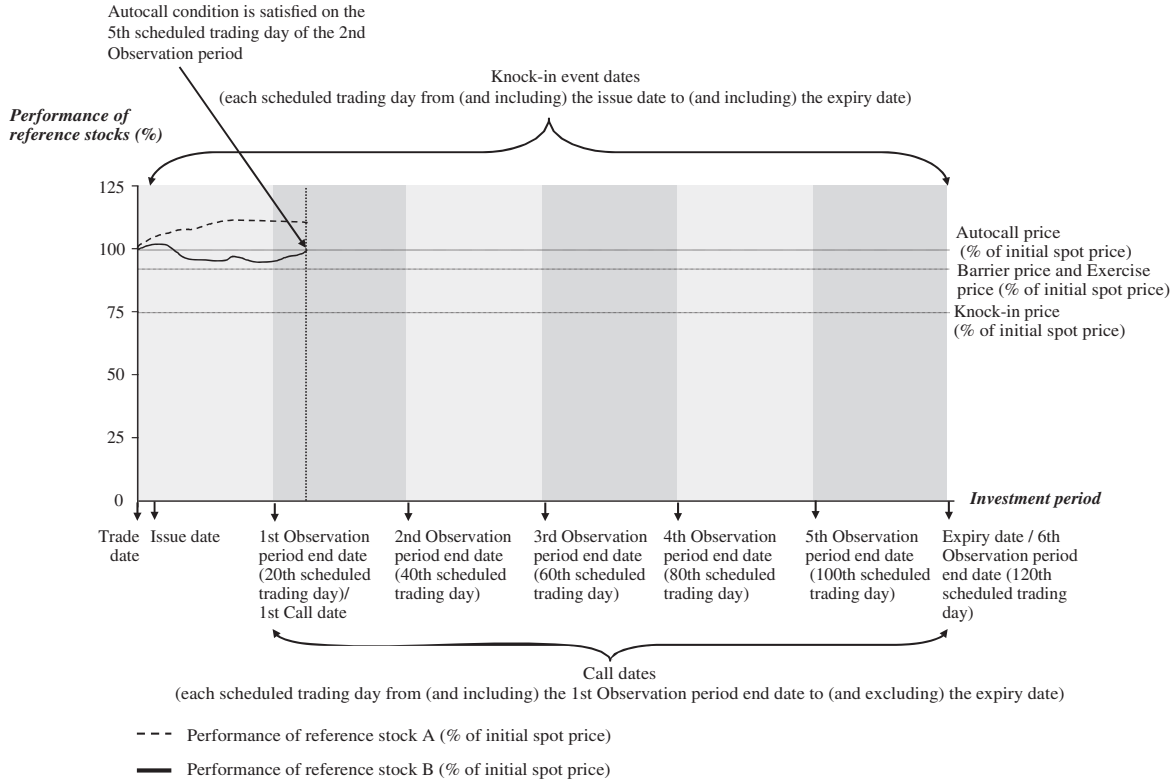 Autocall condition is satisfied on the
5th scheduled trading day of the 2nd
Observation period
Knock-in event dates
(each scheduled trading day from (and including) the issue date to (and including) the expiry date)
Performance of
reference stocks (%)
125
100
75
50
25
0
Autocall price
(% of initial spot price)
Barrier price and Exercise
price (% of initial spot price)
Knock-in price
(% of initial spot price)
Investment period
Trade
date
Issue date
1st Observation
period end date
(20th scheduled
trading day)/
1st Call date
2nd Observation
period end date
(40th scheduled
trading day)
3rd Observation
period end date
(60th scheduled
trading day)
4th Observation
period end date
(80th scheduled
trading day)
5th Observation
period end date
(100th scheduled
trading day)
Expiry date / 6th
Observation period
end date (120th
scheduled trading
day)
Call dates
(each scheduled trading day from (and including) the 1st Observation period end date to (and excluding) the expiry date)
Performance of reference stock A (% of initial spot price)
Performance of reference stock B (% of initial spot price)